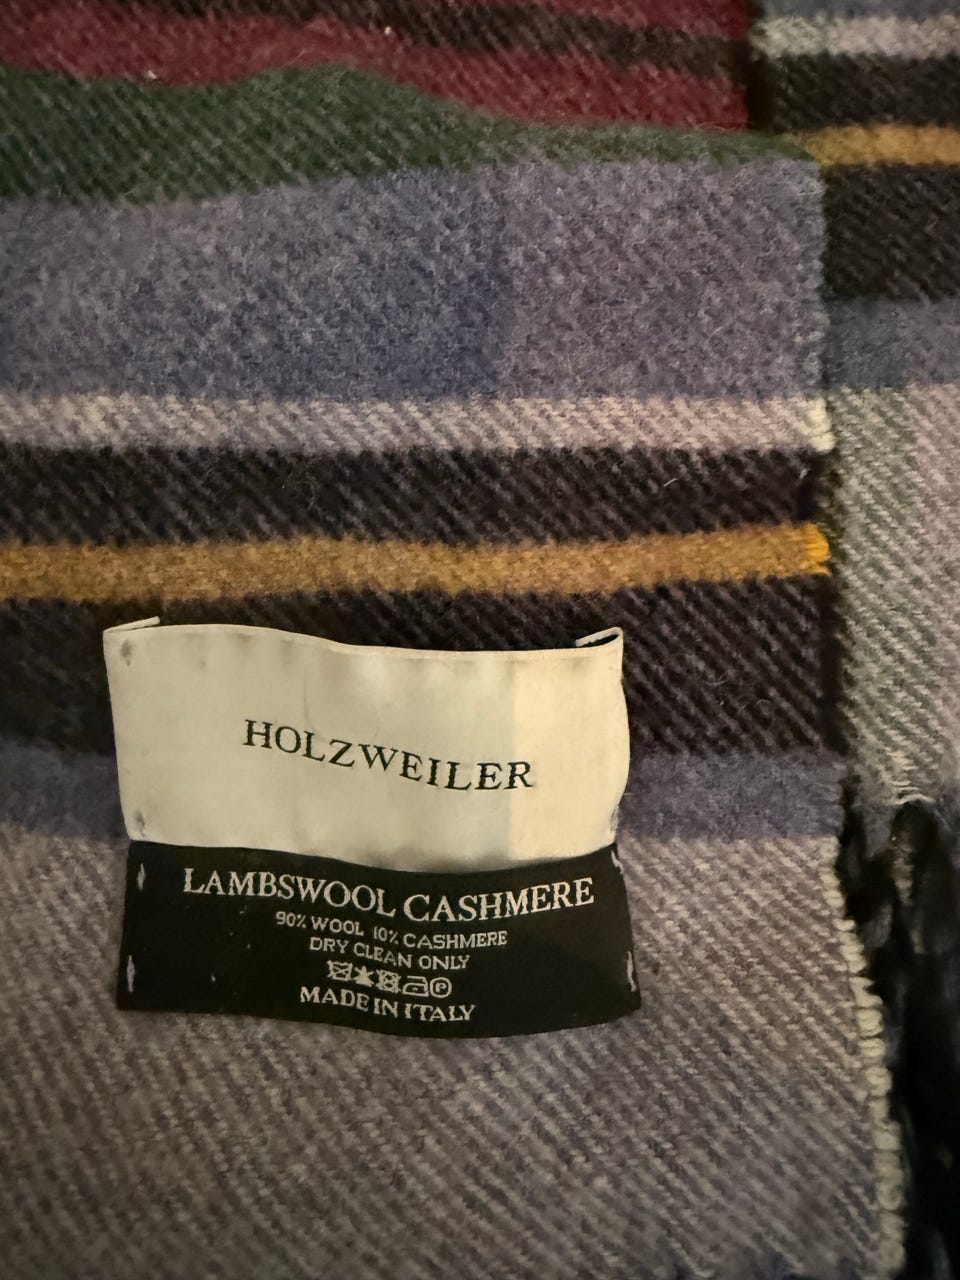 HOLZWEILER
LAMBSWOOL CASHMERE
90% WOOL 10% CASHMERE
DRY CLEAN ONLY
P
MADE IN ITALY